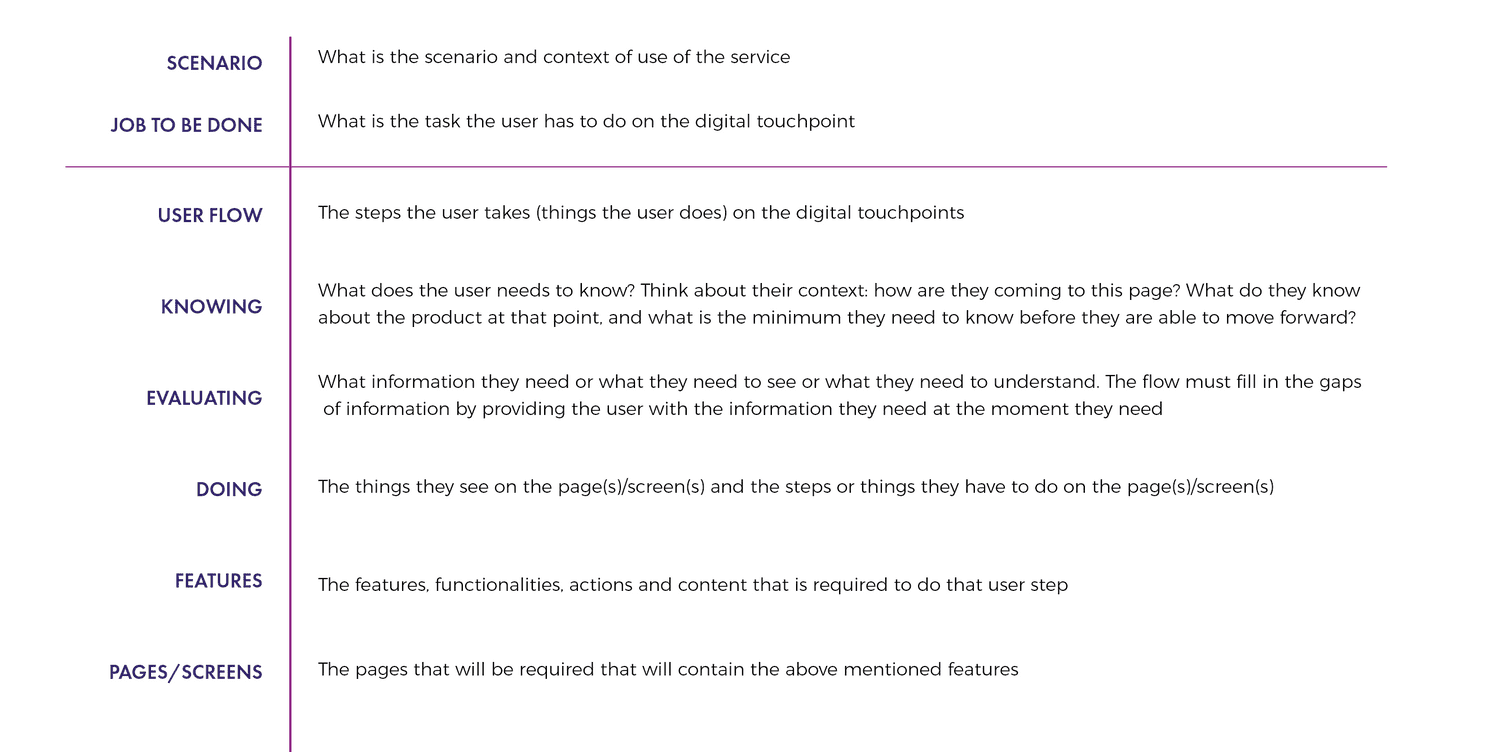 SCENARIO
What is the scenario and context of use of the service
JOB TO BE DONE
What is the task the user has to do on the digital touchpoint
USER FLOW
The steps the user takes (things the user does) on the digital touchpoints
KNOWING
What does the user needs to know? Think about their context: how are they coming to this page? What do they know
about the product at that point, and what is the minimum they need to know before they are able to move forward?
EVALUATING
What information they need or what they need to see or what they need to understand. The flow must fill in the gaps
of information by providing the user with the information they need at the moment they need
DOING
The things they see on the page(s)/screen(s) and the steps or things they have to do on the page(s)/screen(s)
FEATURES
The features, functionalities, actions and content that is required to do that user step
PAGES/SCREENS
The pages that will be required that will contain the above mentioned features